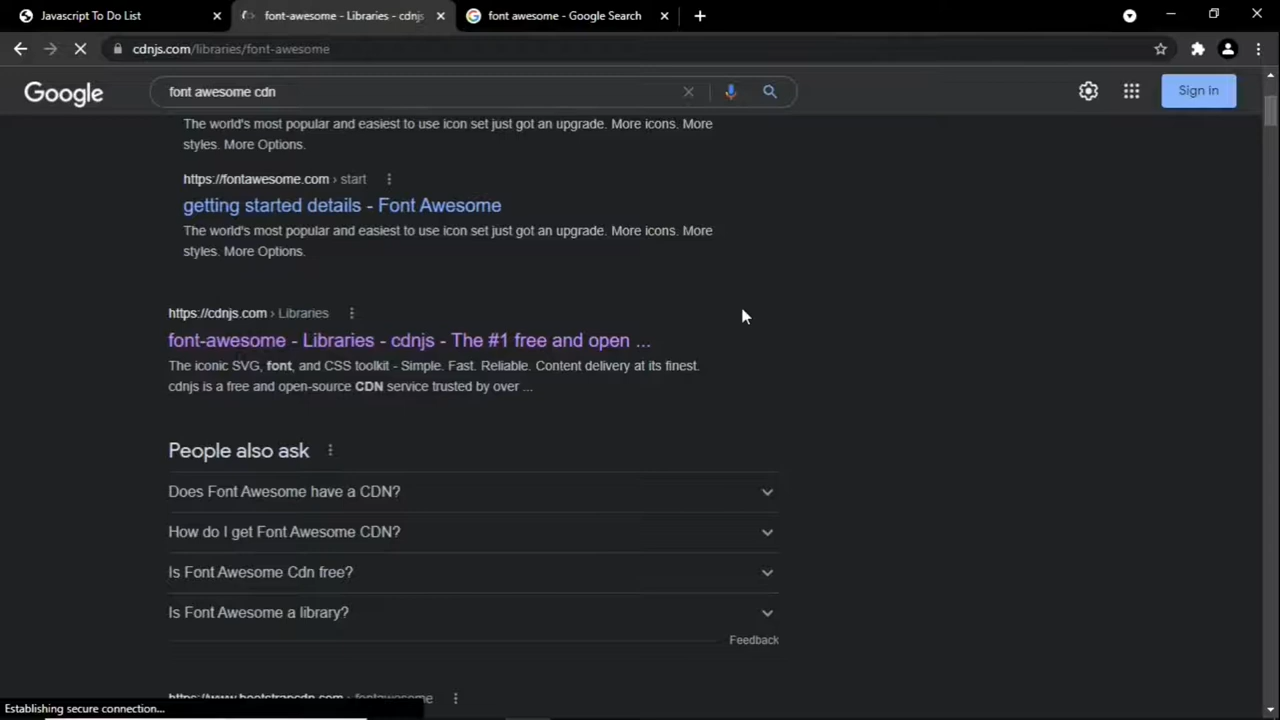 Javascript To Do List
font-awesome - Libraries - cdnjs
font awesome - Google Search
cdnjs.com/libraries/font-awesome
Google
font awesome cdn
Sign in
The world's most popular and easiest to use icon set just got an upgrade. More icons. More
styles. More Options.
https://fontawesome.com › start
getting started details - Font Awesome
The world's most popular and easiest to use icon set just got an upgrade. More icons. More
styles. More Options.
https://cdnjs.com › Libraries
font-awesome - Libraries - cdnjs - The #1 free and open ...
The iconic SVG, font, and CSS toolkit - Simple. Fast. Reliable. Content delivery at its finest.
cdnjs is a free and open-source CDN service trusted by over ...
People also ask
Does Font Awesome have a CDN?
How do I get Font Awesome CDN?
Is Font Awesome Cdn free?
Is Font Awesome a library?
Feedback
https://www.bootstrapcdn.com › fontawesome
Establishing secure connection...